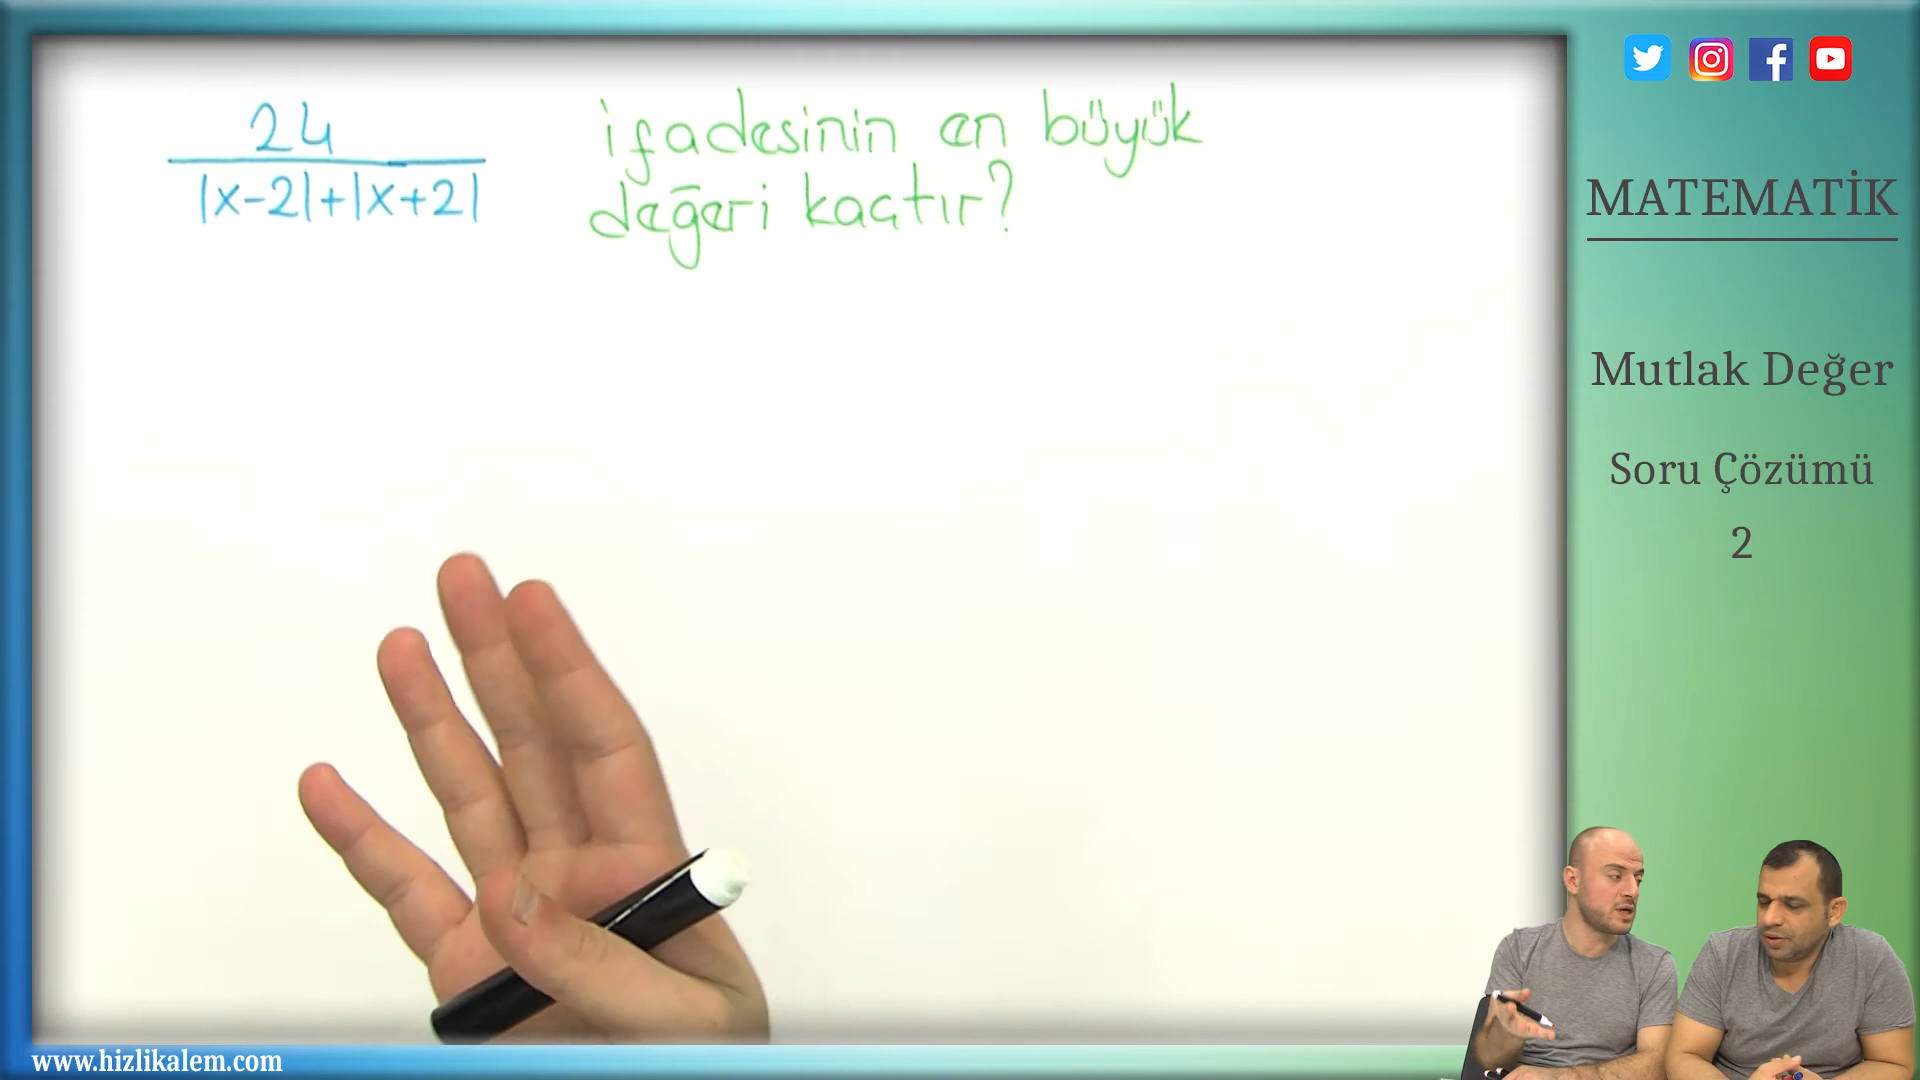 24
|x-2|+|x+2|
ifadesinin en büyük
değeri kaçtır?
MATEMATİK
Mutlak Değer
Soru Çözümü
2
www.hizlikalem.com